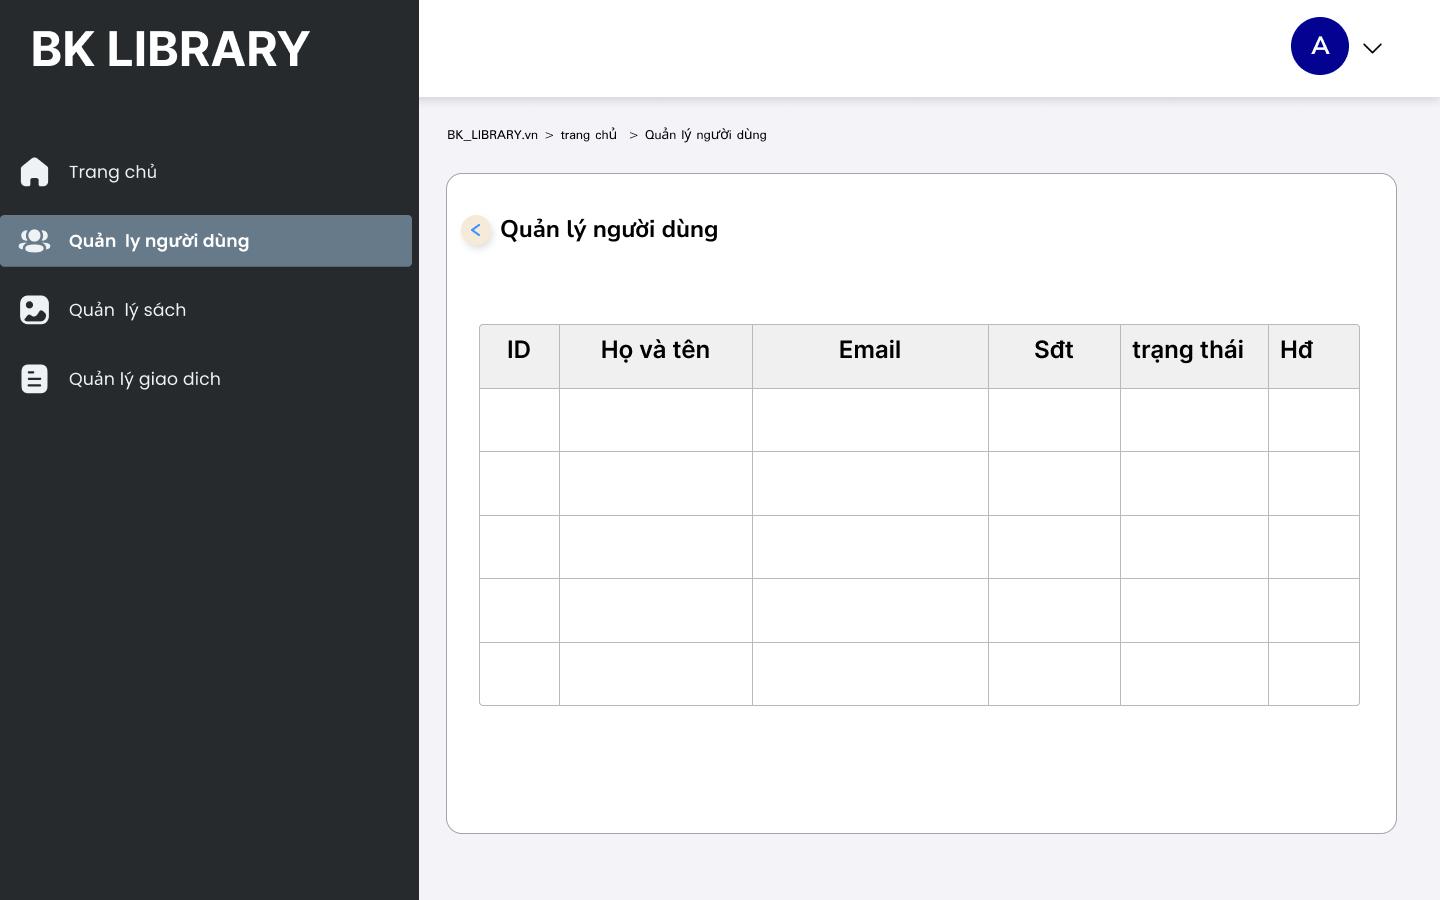 BK LIBRARY
A
BK_LIBRARY.vn > trang chủ > Quản lý người dùng
Trang chủ
Quản ly người dùng
Quản lý sách
Quản lý giao dich
< Quản lý người dùng
ID Họ và tên Email Sđt trạng thái Hđ